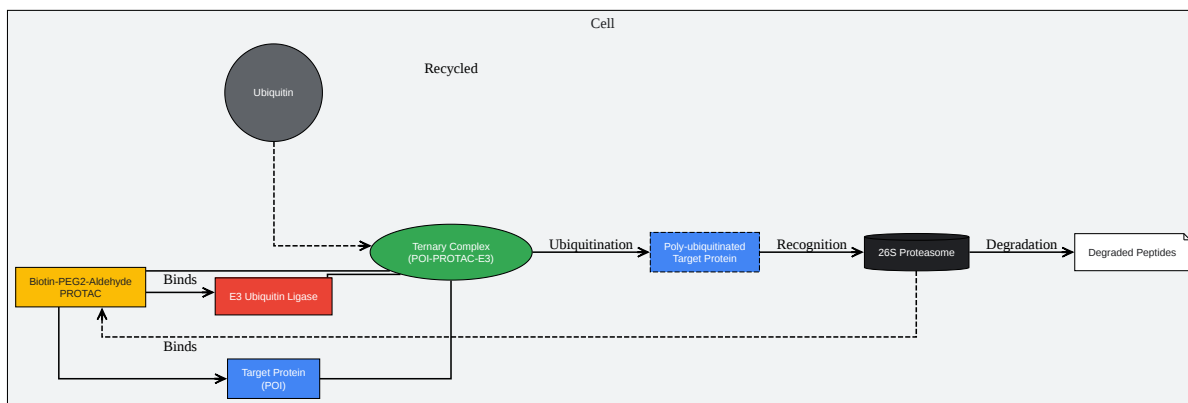 Cell
Recycled
Ubiquitin
Ternary Complex
(POI-PROTAC-E3)
Ubiquitination
Poly-ubiquitinated
Target Protein
Recognition
26S Proteasome
Degradation
Degraded Peptides
Biotin-PEG2-Aldehyde
PROTAC
Binds
E3 Ubiquitin Ligase
Binds
Target Protein
(POI)